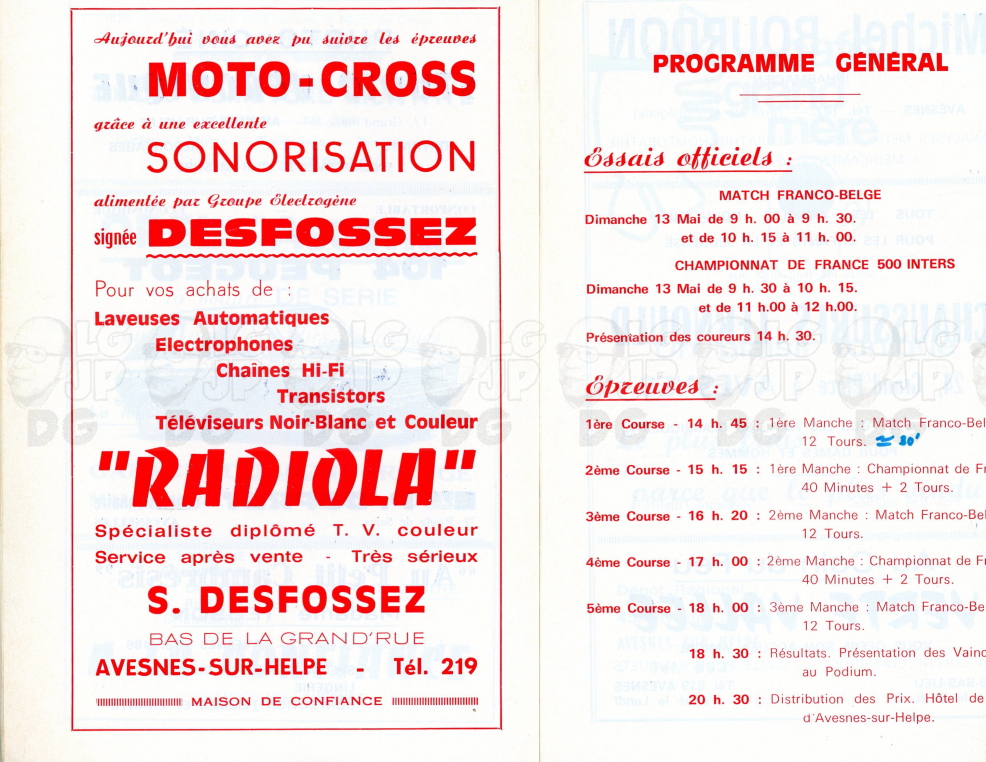 Aujourd'hui vous avez pu suivre les épreuves
MOTO-CROSS
grâce à une excellente
SONORISATION
alimentée par Groupe Électrogène
signée DESFOSSEZ
Pour vos achats de :
Laveuses Automatiques
Electrophones
Chaînes Hi-Fi
Transistors
Téléviseurs Noir-Blanc et Couleur
"RADIOLA"
Spécialiste diplômé T. V. couleur
Service après vente - Très sérieux
S. DESFOSSEZ
BAS DE LA GRAND'RUE
AVESNES-SUR-HELPE - Tél. 219
MAISON DE CONFIANCE
PROGRAMME GÉNÉRAL
Essais officiels :
MATCH FRANCO-BELGE
Dimanche 13 Mai de 9 h. 00 à 9 h. 30.
et de 10 h. 15 à 11 h. 00.
CHAMPIONNAT DE FRANCE 500 INTERS
Dimanche 13 Mai de 9 h. 30 à 10 h. 15.
et de 11 h.00 à 12 h.00.
Présentation des coureurs 14 h. 30.
Épreuves :
1ère Course - 14 h. 45 : 1ère Manche : Match Franco-Bel
12 Tours. ≈ 30'
2ème Course - 15 h. 15 : 1ère Manche : Championnat de Fr
40 Minutes + 2 Tours.
3ème Course - 16 h. 20 : 2ème Manche : Match Franco-Bel
12 Tours.
4ème Course - 17 h. 00 : 2ème Manche : Championnat de Fr
40 Minutes + 2 Tours.
5ème Course - 18 h. 00 : 3ème Manche : Match Franco-Be
12 Tours.
18 h. 30 : Résultats. Présentation des Vainc
au Podium.
20 h. 30 : Distribution des Prix. Hôtel de
d'Avesnes-sur-Helpe.
LG JP DG